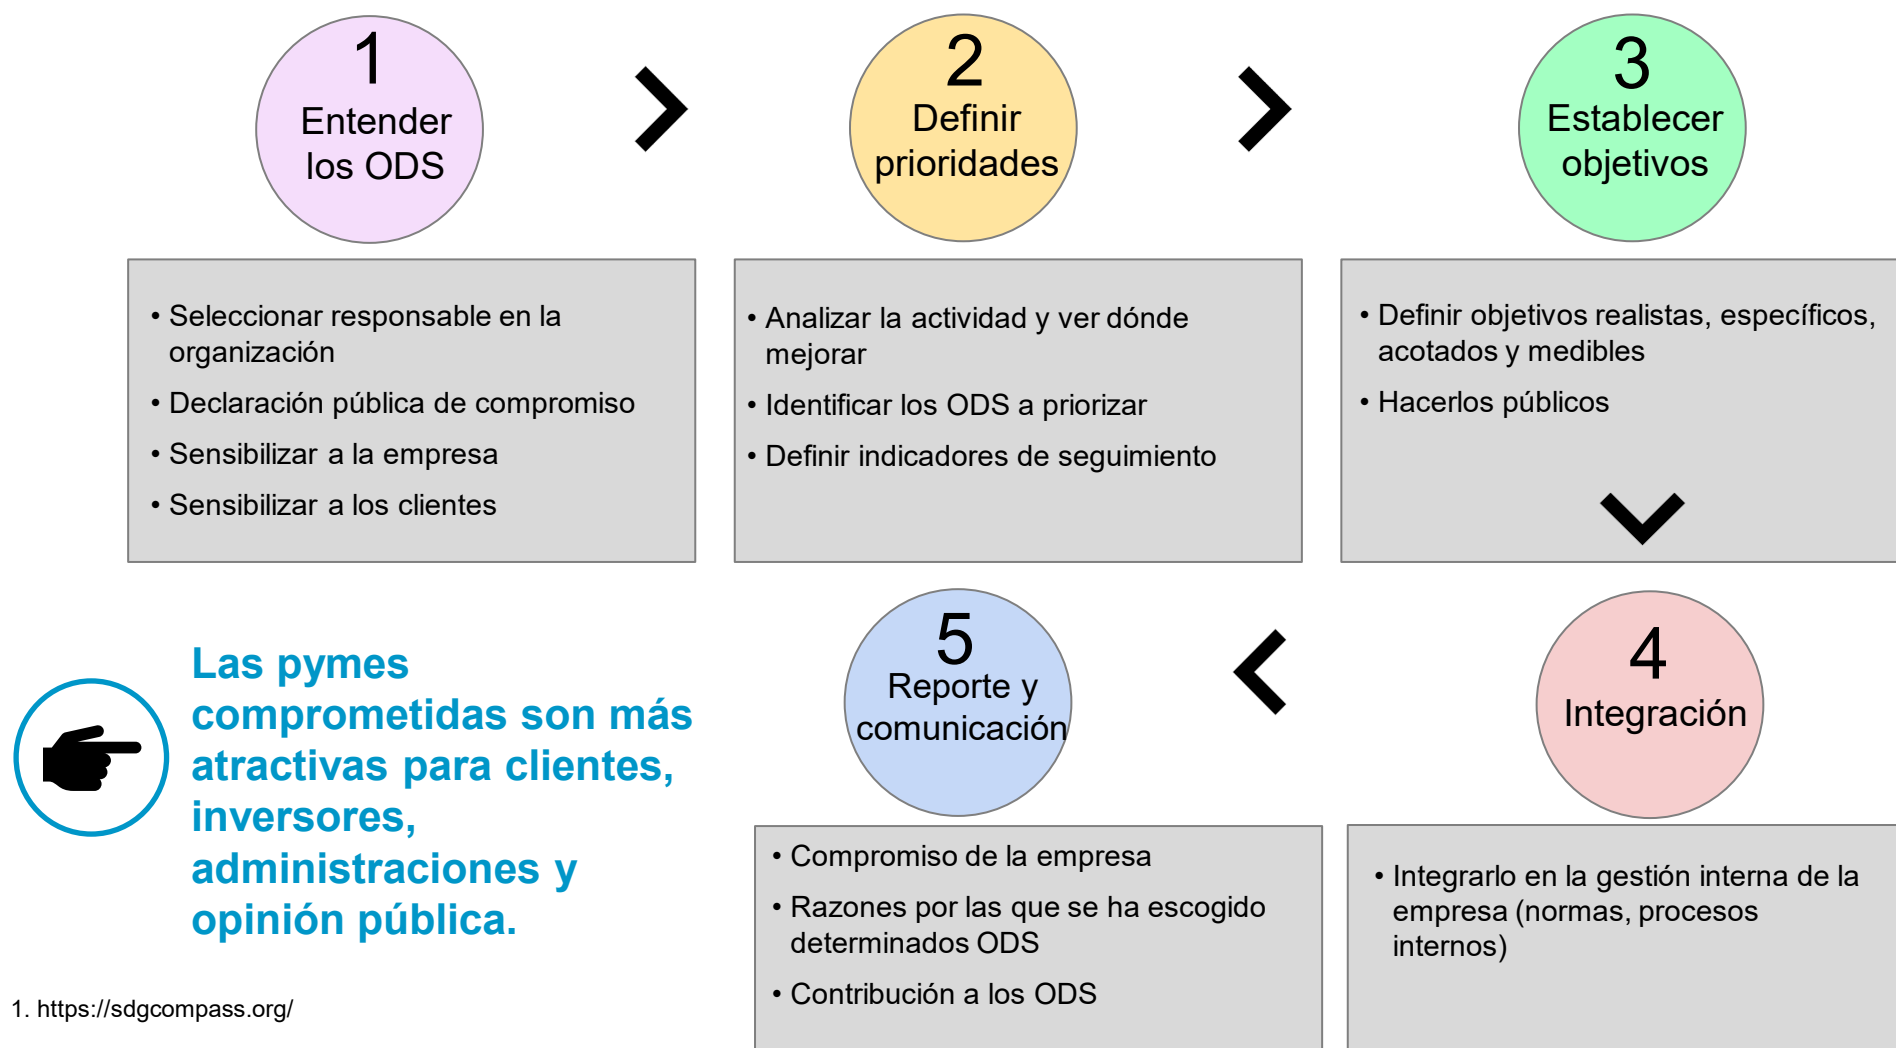 1
Entender
los ODS
2
Definir
prioridades
3
Establecer
objetivos
• Seleccionar responsable en la
organización
• Declaración pública de compromiso
• Sensibilizar a la empresa
• Sensibilizar a los clientes
• Analizar la actividad y ver dónde
mejorar
• Identificar los ODS a priorizar
• Definir indicadores de seguimiento
• Definir objetivos realistas, específicos,
acotados y medibles
• Hacerlos públicos
4
Integración
• Integrarlo en la gestión interna de la
empresa (normas, procesos
internos)
5
Reporte y
comunicación
• Compromiso de la empresa
• Razones por las que se ha escogido
determinados ODS
• Contribución a los ODS
Las pymes
comprometidas son más
atractivas para clientes,
inversores,
administraciones y
opinión pública.
1. https://sdgcompass.org/